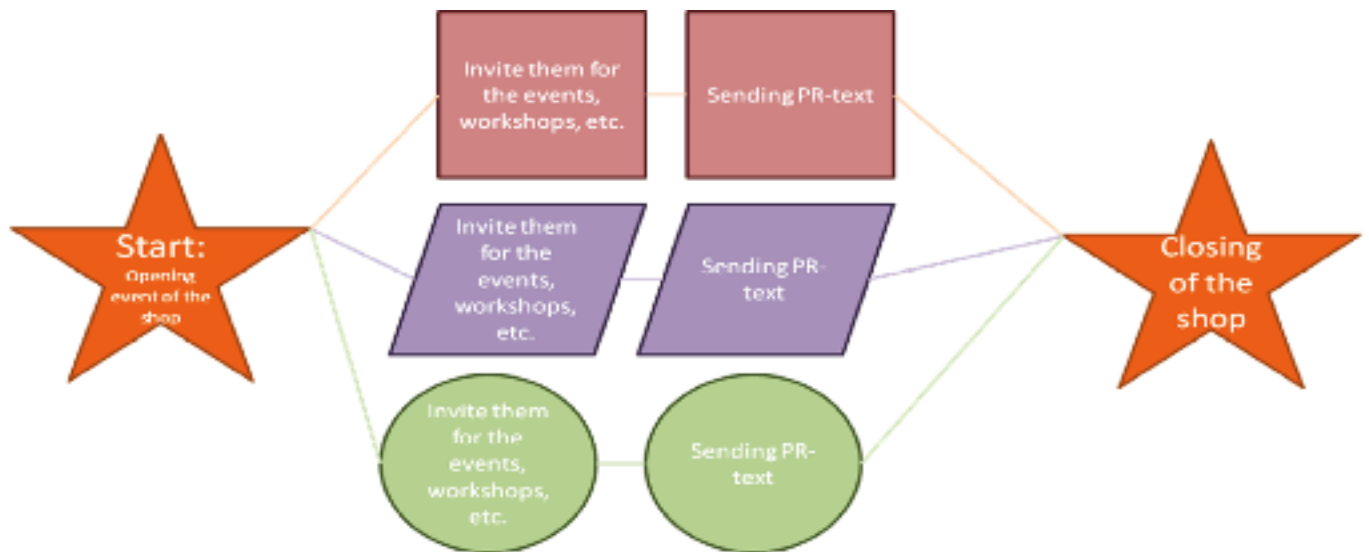 Invite them for
the events,
workshops, etc.
Sending PR-text
Start:
Opening
event of the
shop
Invite them
for the
events,
workshops,
etc.
Sending PR-
text
Closing
of the
shop
Invite them
for the
events,
workshops,
etc.
Sending PR-
text